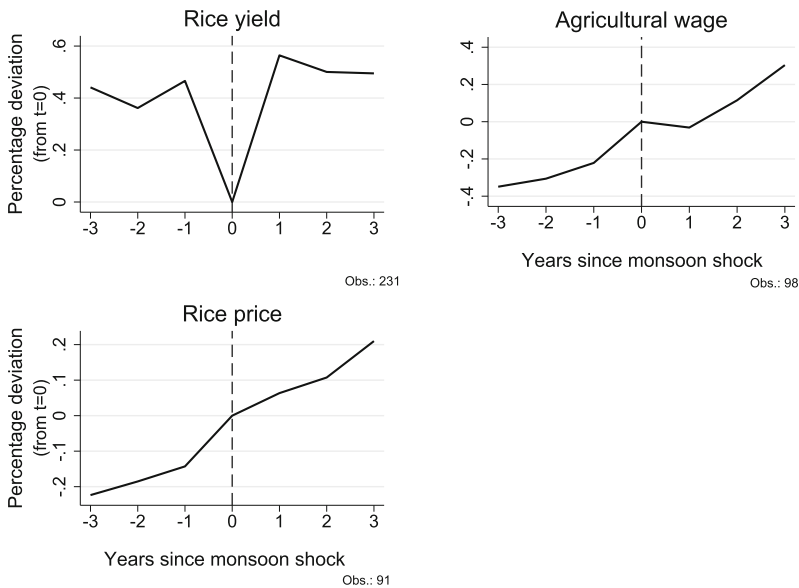 Rice yield
Percentage deviation
(from t=0)
.6
.4
.2
0
-3 -2 -1 0 1 2 3
Obs.: 231
Agricultural wage
.4
.2
0
-.2
-.4
-3 -2 -1 0 1 2 3
Years since monsoon shock
Obs.: 98
Rice price
Percentage deviation
(from t=0)
.2
.1
0
-.1
-.2
-3 -2 -1 0 1 2 3
Years since monsoon shock
Obs.: 91